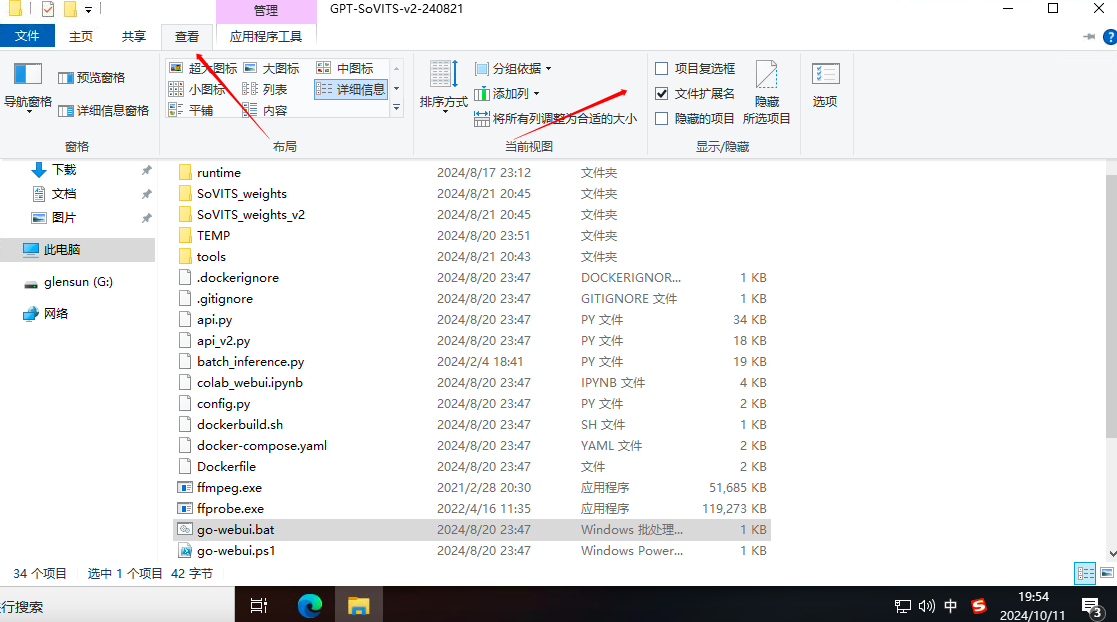 管理
GPT-SoVITS-v2-240821
文件
主页
共享
查看
应用程序工具
导航窗格
预览窗格
详细信息窗格
窗格
超大图标
大图标
中图标
小图标
列表
详细信息
平铺
内容
布局
排序方式
分组依据
添加列
将所有列调整为合适的大小
当前视图
项目复选框
文件扩展名
隐藏的项目
隐藏
所选项目
显示/隐藏
选项
下载
文档
图片
此电脑
glensun (G:)
网络
runtime 2024/8/17 23:12 文件夹
SoVITS_weights 2024/8/21 20:45 文件夹
SoVITS_weights_v2 2024/8/21 20:45 文件夹
TEMP 2024/8/20 23:51 文件夹
tools 2024/8/21 20:43 文件夹
.dockerignore 2024/8/20 23:47 DOCKERIGNOR... 1 KB
.gitignore 2024/8/20 23:47 GITIGNORE 文件 1 KB
api.py 2024/8/20 23:47 PY 文件 34 KB
api_v2.py 2024/8/20 23:47 PY 文件 18 KB
batch_inference.py 2024/2/4 18:41 PY 文件 19 KB
colab_webui.ipynb 2024/8/20 23:47 IPYNB 文件 4 KB
config.py 2024/8/20 23:47 PY 文件 2 KB
dockerbuild.sh 2024/8/20 23:47 SH 文件 1 KB
docker-compose.yaml 2024/8/20 23:47 YAML 文件 2 KB
Dockerfile 2024/8/20 23:47 文件 2 KB
ffmpeg.exe 2021/2/28 20:30 应用程序 51,685 KB
ffprobe.exe 2022/4/16 11:35 应用程序 119,273 KB
go-webui.bat 2024/8/20 23:47 Windows 批处理... 1 KB
go-webui.ps1 2024/8/20 23:47 Windows Power... 1 KB
34 个项目 选中 1 个项目 42 字节
行搜索
中
19:54
2024/10/11
3